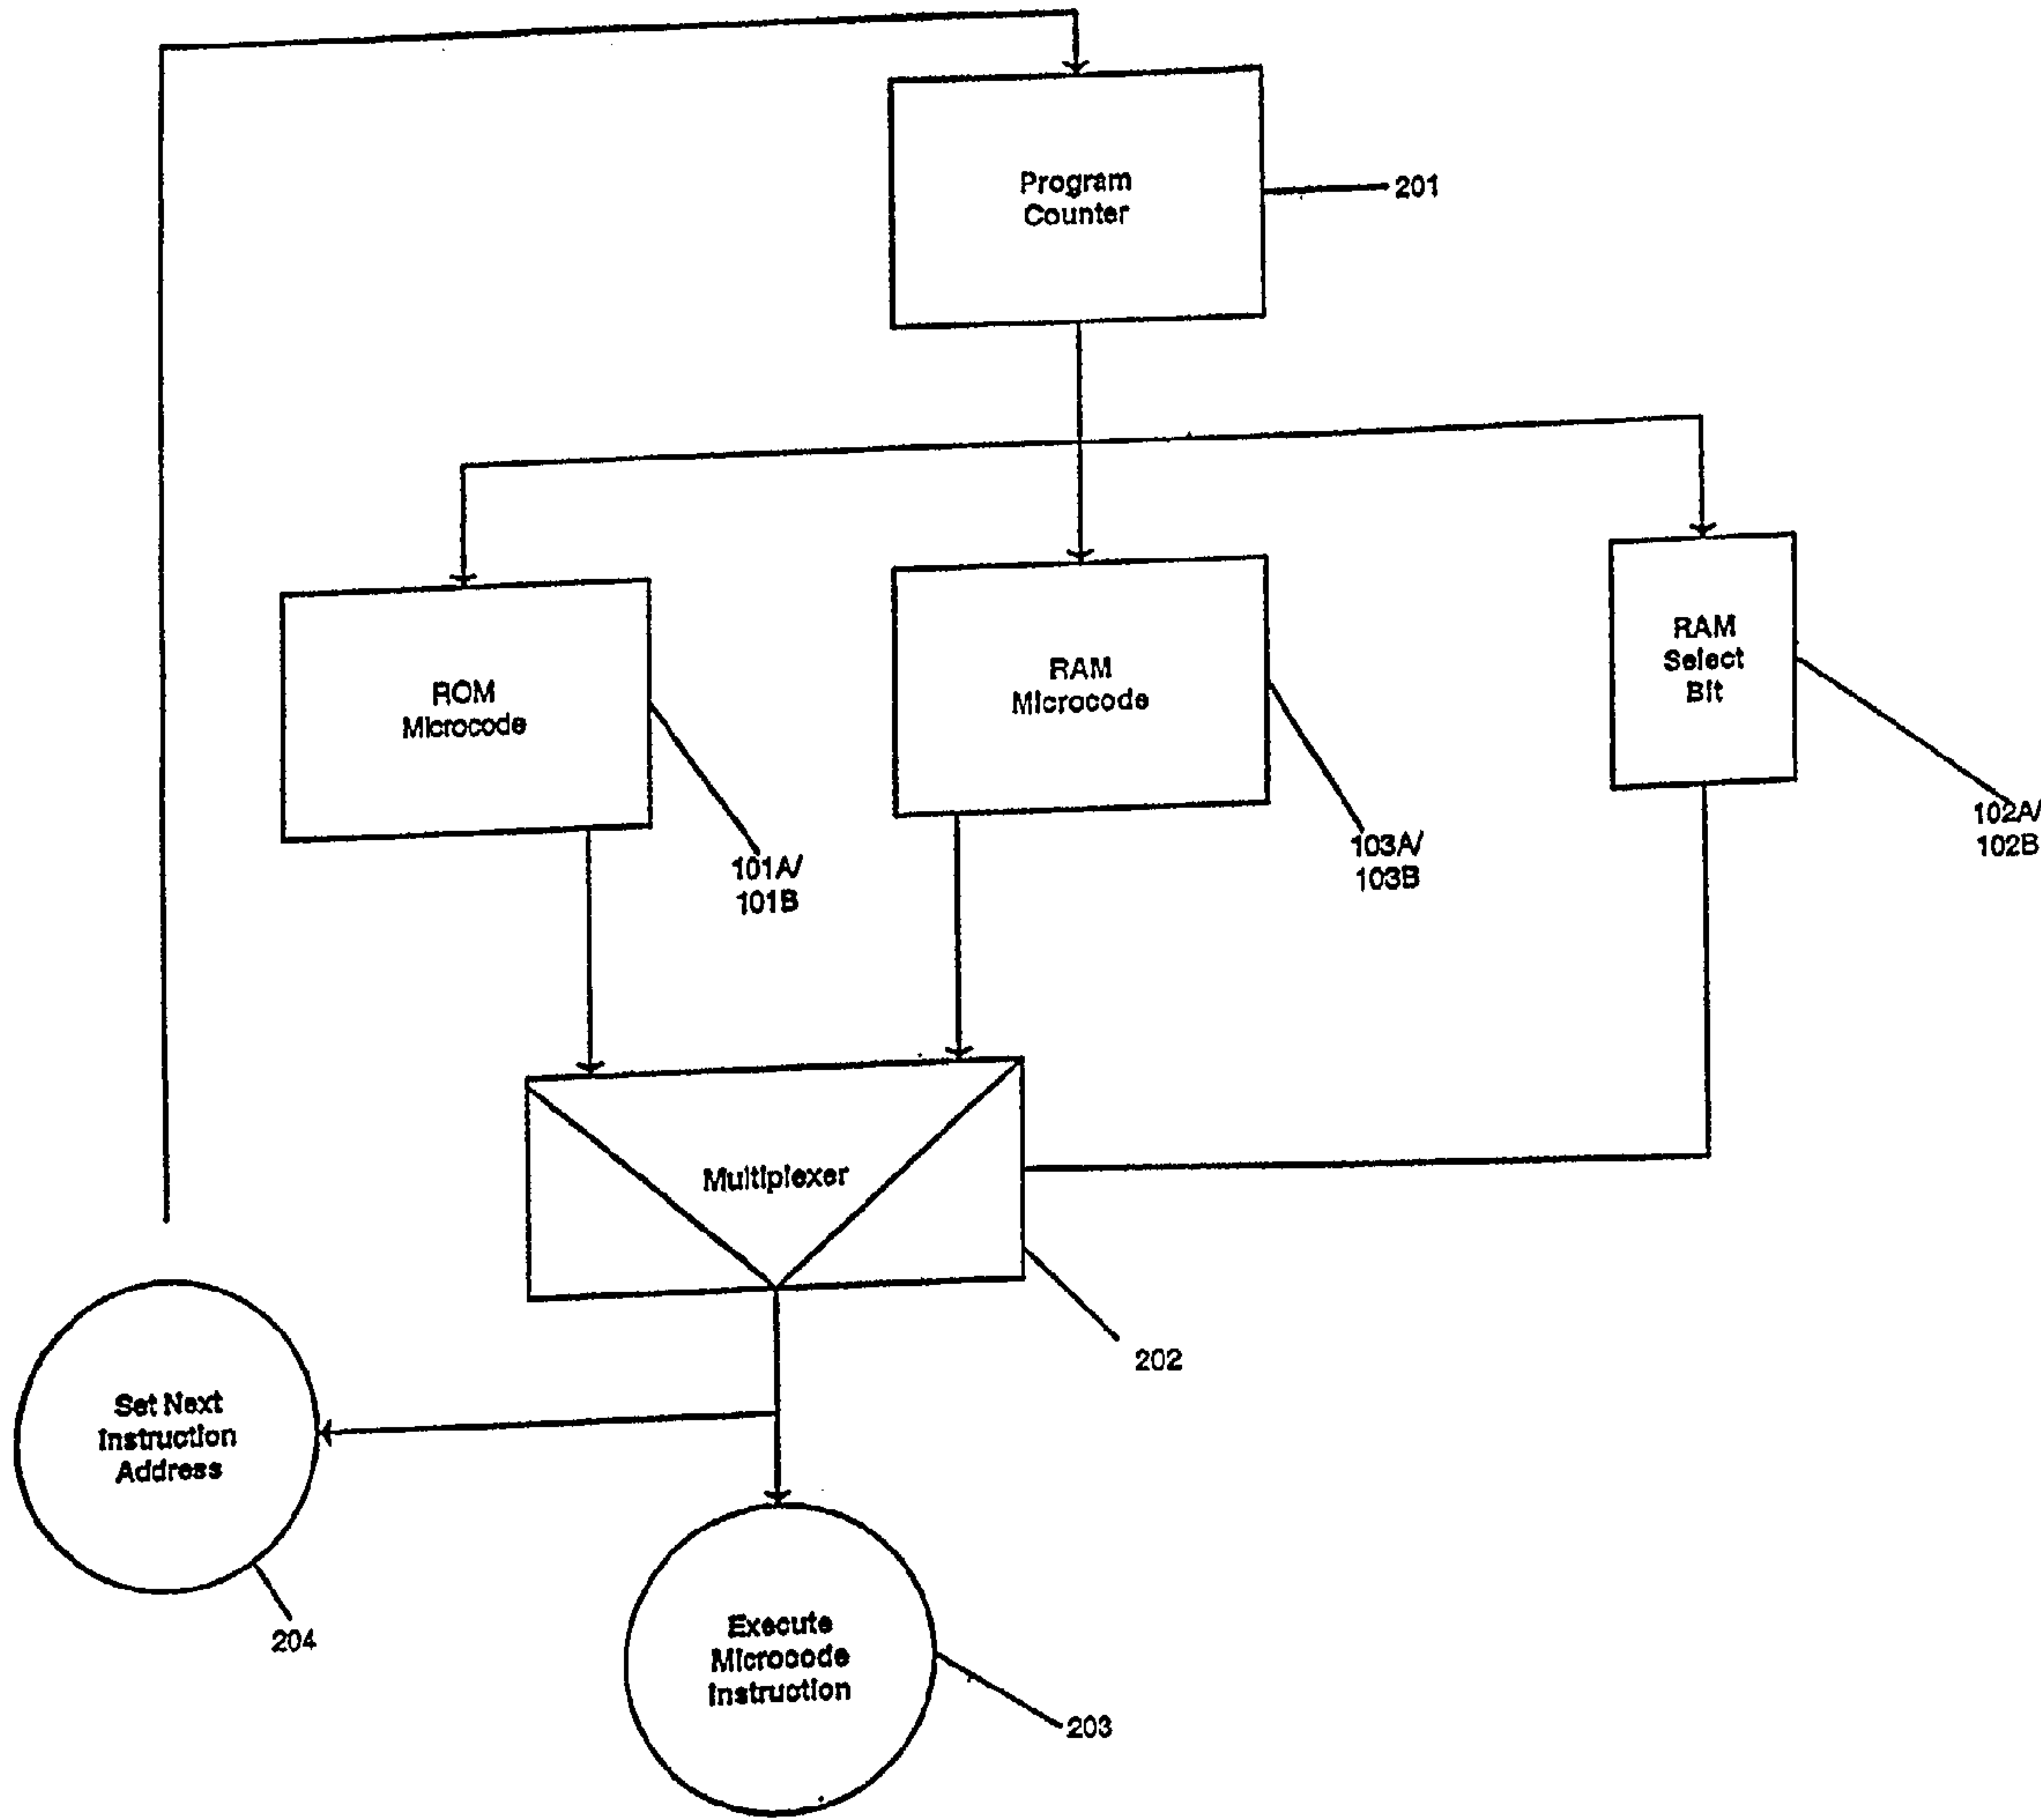 Program
Counter
201
ROM
Microcode
101A/
101B
RAM
Microcode
103A/
103B
RAM
Select
Bit
102A/
102B
Multiplexer
202
Set Next
Instruction
Address
204
Execute
Microcode
Instruction
203